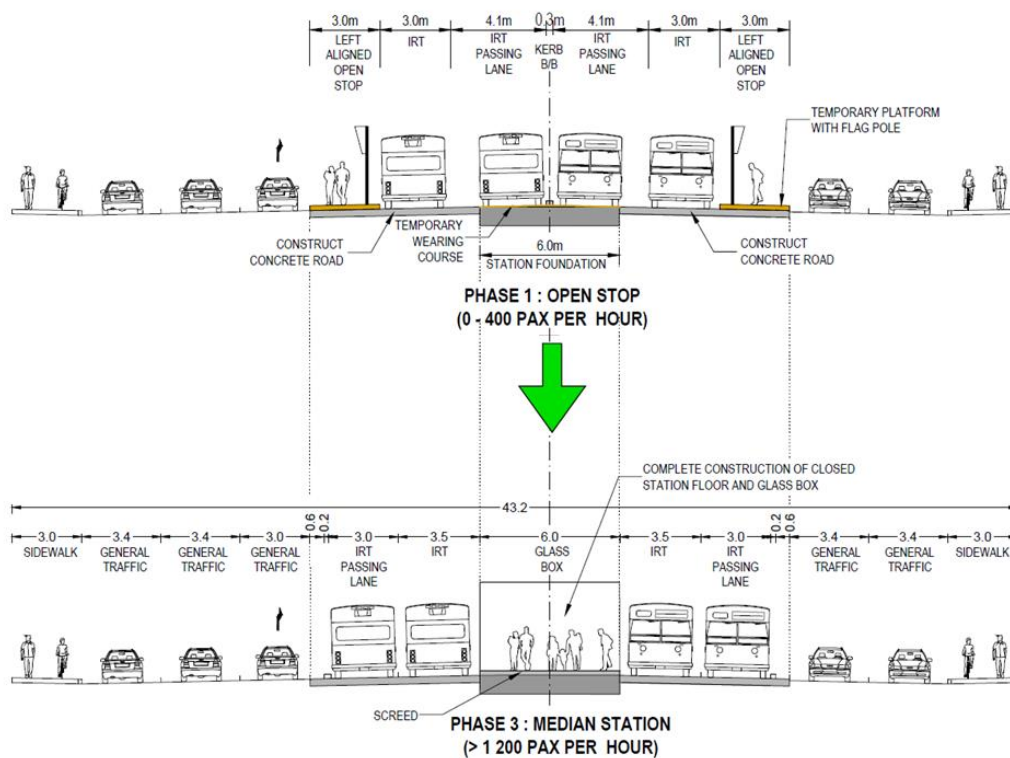 3.0m 3.0m 4.1m 0.3m 4.1m 3.0m 3.0m
LEFT ALIGNED OPEN STOP
IRT
IRT PASSING LANE
KERB B/B
IRT PASSING LANE
IRT
LEFT ALIGNED OPEN STOP
TEMPORARY PLATFORM
WITH FLAG POLE
CONSTRUCT
CONCRETE ROAD
TEMPORARY
WEARING
COURSE
6.0m
STATION FOUNDATION
CONSTRUCT
CONCRETE ROAD
PHASE 1 : OPEN STOP
(0 - 400 PAX PER HOUR)
COMPLETE CONSTRUCTION OF CLOSED
STATION FLOOR AND GLASS BOX
43.2
3.0 3.4 3.4 3.0 0.6 0.2 3.0 3.5 6.0 3.5 3.0 0.2 0.6 3.4 3.4 3.0
SIDEWALK
GENERAL TRAFFIC
GENERAL TRAFFIC
GENERAL TRAFFIC
IRT PASSING LANE
IRT
GLASS BOX
IRT
IRT PASSING LANE
GENERAL TRAFFIC
GENERAL TRAFFIC
SIDEWALK
SCREED
PHASE 3 : MEDIAN STATION
(> 1 200 PAX PER HOUR)